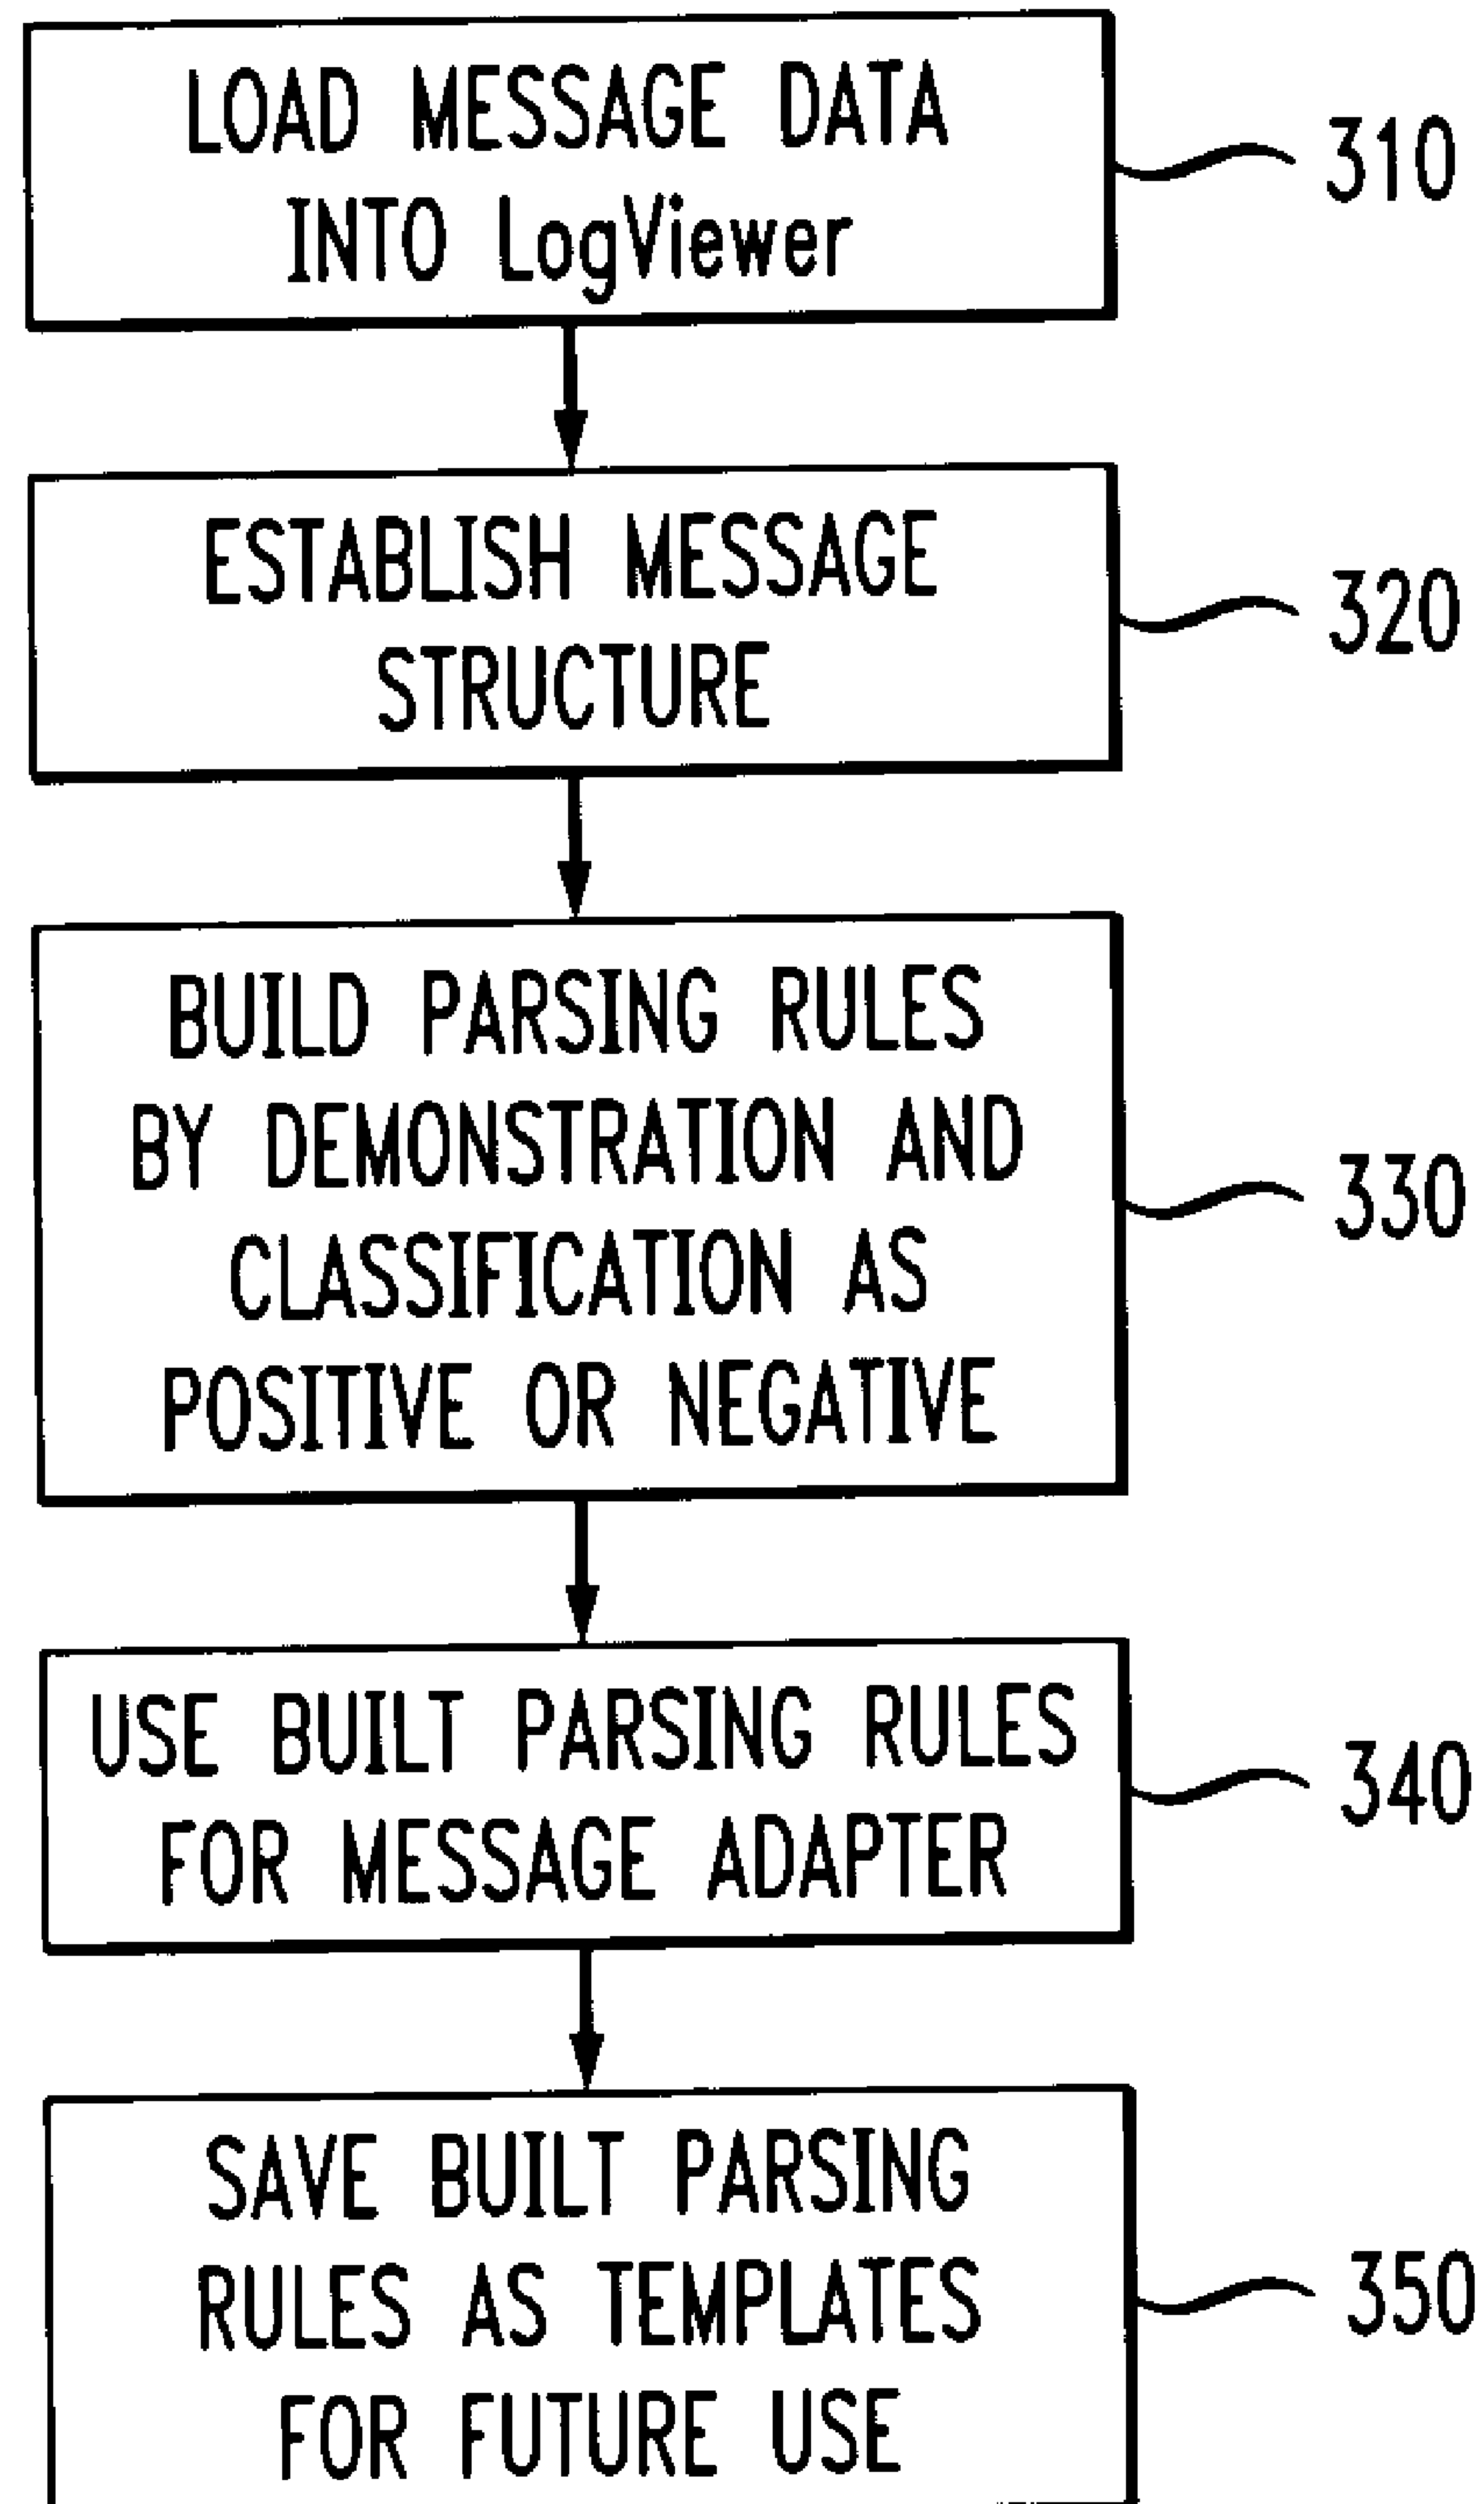 LOAD MESSAGE DATA
INTO LogViewer
310
ESTABLISH MESSAGE
STRUCTURE
320
BUILD PARSING RULES
BY DEMONSTRATION AND
CLASSIFICATION AS
POSITIVE OR NEGATIVE
330
USE BUILT PARSING RULES
FOR MESSAGE ADAPTER
340
SAVE BUILT PARSING
RULES AS TEMPLATES
FOR FUTURE USE
350